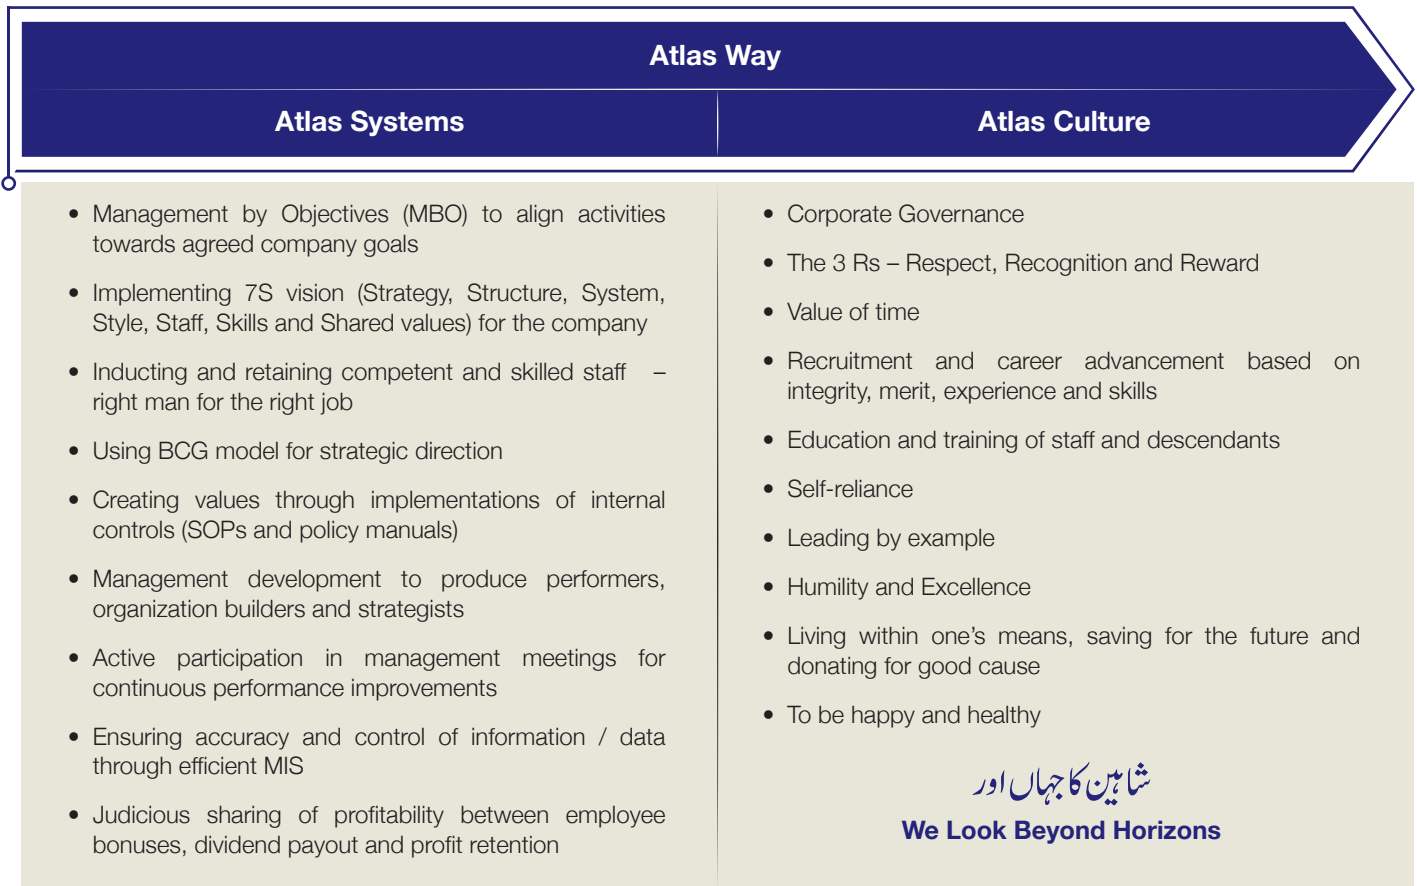 Atlas Way
Atlas Systems
• Management by Objectives (MBO) to align activities
towards agreed company goals
• Implementing 7S vision (Strategy, Structure, System,
Style, Staff, Skills and Shared values) for the company
• Inducting and retaining competent and skilled staff –
right man for the right job
• Using BCG model for strategic direction
• Creating values through implementations of internal
controls (SOPs and policy manuals)
• Management development to produce performers,
organization builders and strategists
• Active participation in management meetings for
continuous performance improvements
• Ensuring accuracy and control of information / data
through efficient MIS
• Judicious sharing of profitability between employee
bonuses, dividend payout and profit retention
Atlas Culture
• Corporate Governance
• The 3 Rs – Respect, Recognition and Reward
• Value of time
• Recruitment and career advancement based on
integrity, merit, experience and skills
• Education and training of staff and descendants
• Self-reliance
• Leading by example
• Humility and Excellence
• Living within one’s means, saving for the future and
donating for good cause
• To be happy and healthy
شاہین کا جہاں اور
We Look Beyond Horizons